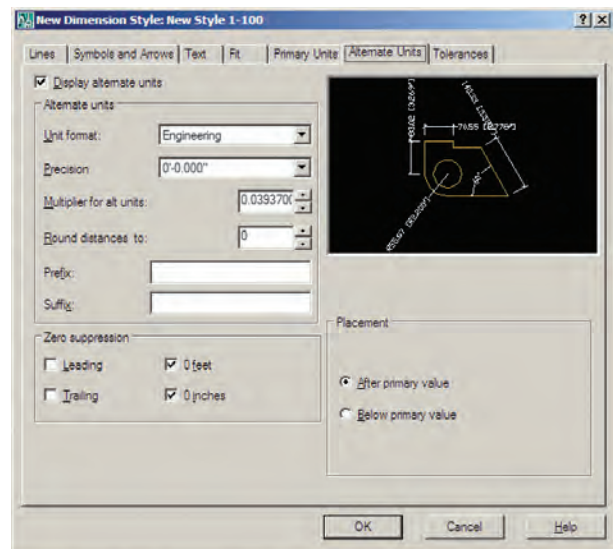 New Dimension Style: New Style 1-100
Lines
Symbols and Arrows
Text
Fit
Primary Units
Alternate Units
Tolerances
Display alternate units
Alternate units
Unit format:
Engineering
Precision
0'-0.000"
Multiplier for alt units:
0.039370
Round distances to:
0
Prefix:
Suffix:
Zero suppression
Leading
0 feet
Trailing
0 inches
Placement
After primary value
Below primary value
OK
Cancel
Help